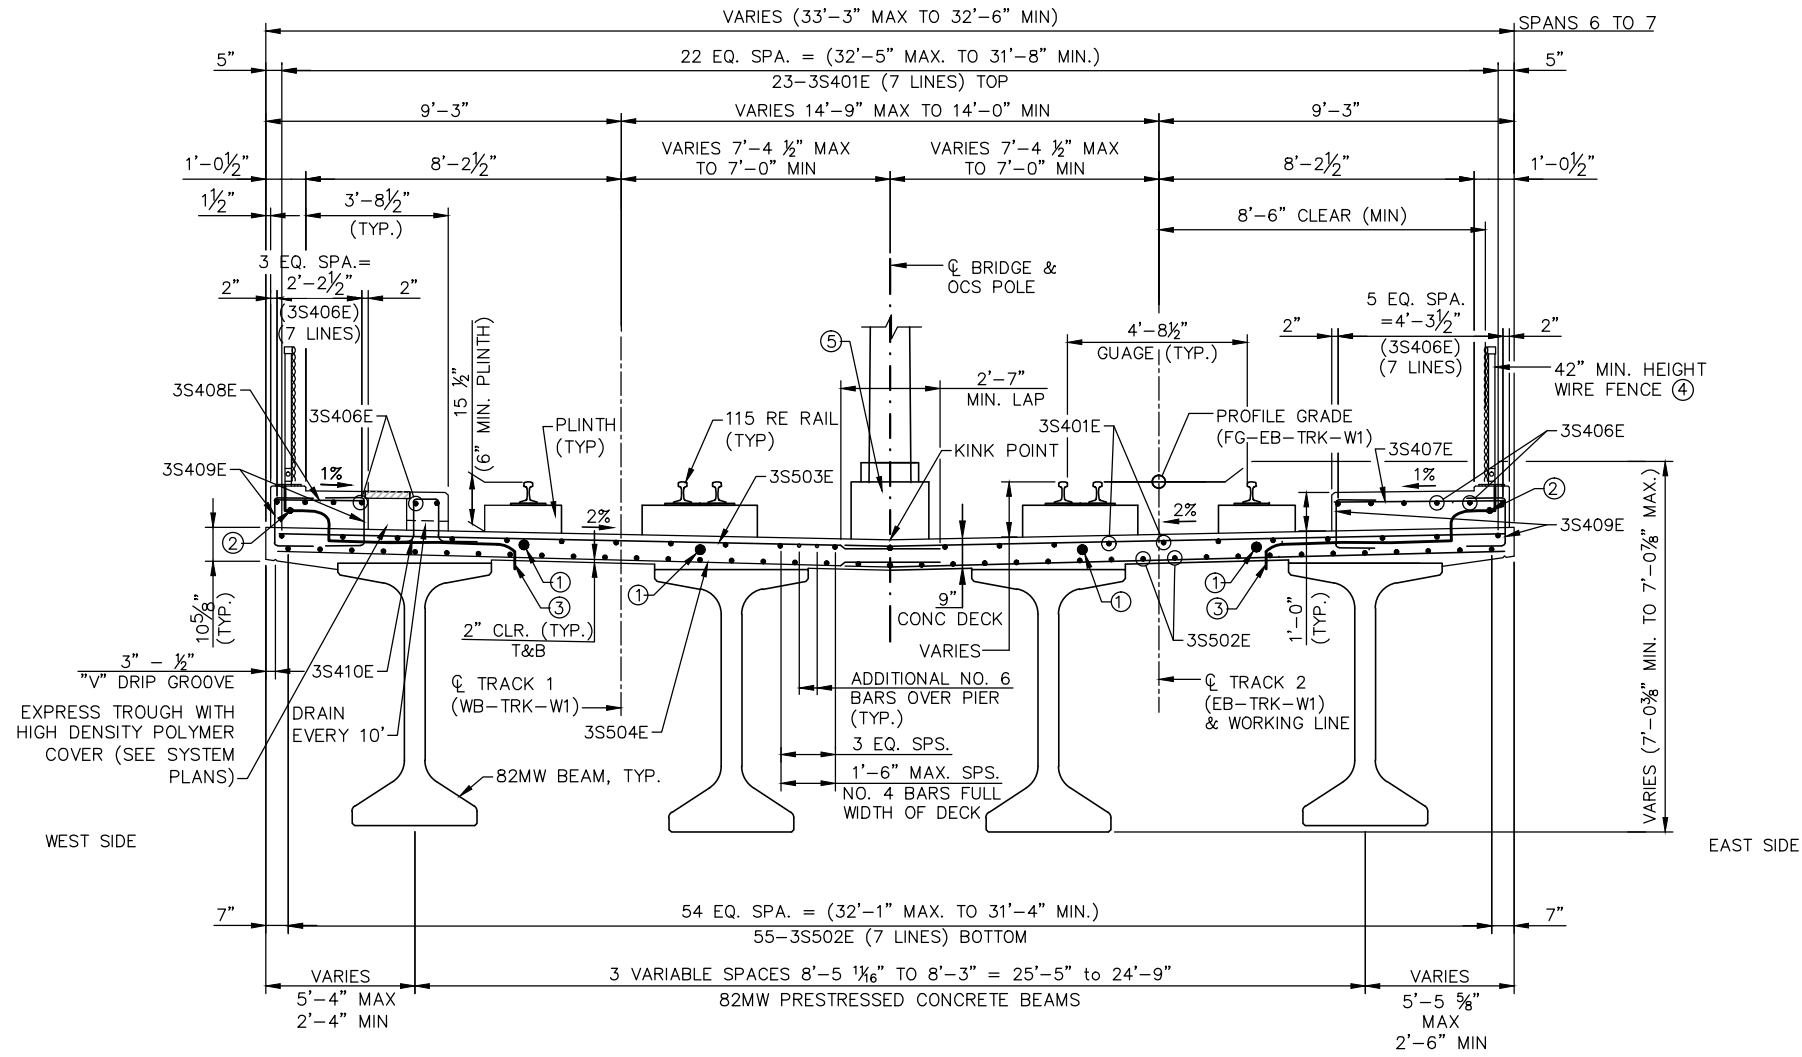 VARIES (33'-3" MAX TO 32'-6" MIN)
SPANS 6 TO 7
5"
22 EQ. SPA. = (32'-5" MAX. TO 31'-8" MIN.)
5"
23-3S401E (7 LINES) TOP
9'-3"
VARIES 14'-9" MAX TO 14'-0" MIN
9'-3"
1'-0½"
8'-2½"
VARIES 7'-4 ½" MAX
TO 7'-0" MIN
VARIES 7'-4 ½" MAX
TO 7'-0" MIN
8'-2½"
1'-0½"
1½"
3'-8½"
(TYP.)
8'-6" CLEAR (MIN)
3 EQ. SPA.=
2'-2½"
2"
2"
(3S406E)
(7 LINES)
℄ BRIDGE &
OCS POLE
5 EQ. SPA.
=4'-3½"
2"
2"
(3S406E)
(7 LINES)
15 ½"
(6" MIN. PLINTH)
5
4'-8½"
GUAGE (TYP.)
2'-7"
MIN. LAP
42" MIN. HEIGHT
WIRE FENCE 4
3S408E
3S406E
PLINTH
(TYP)
115 RE RAIL
(TYP)
3S401E
PROFILE GRADE
(FG-EB-TRK-W1)
3S406E
KINK POINT
3S407E
3S409E
1%
3S503E
1%
2
2%
2%
3S409E
2
1
1
1
1
3
3
10⅝"
(TYP.)
2" CLR. (TYP.)
T&B
9"
CONC DECK
3S502E
1'-0"
(TYP.)
VARIES
VARIES (7'-0⅜" MIN. TO 7'-0⅞" MAX.)
3" - ½"
"V" DRIP GROOVE
3S410E
℄ TRACK 1
(WB-TRK-W1)
ADDITIONAL NO. 6
BARS OVER PIER
(TYP.)
℄ TRACK 2
(EB-TRK-W1)
& WORKING LINE
EXPRESS TROUGH WITH
HIGH DENSITY POLYMER
COVER (SEE SYSTEM
PLANS)
DRAIN
EVERY 10'
3S504E
3 EQ. SPS.
82MW BEAM, TYP.
1'-6" MAX. SPS.
NO. 4 BARS FULL
WIDTH OF DECK
WEST SIDE
EAST SIDE
7"
54 EQ. SPA. = (32'-1" MAX. TO 31'-4" MIN.)
7"
55-3S502E (7 LINES) BOTTOM
VARIES
5'-4" MAX
2'-4" MIN
3 VARIABLE SPACES 8'-5 1/16" TO 8'-3" = 25'-5" to 24'-9"
82MW PRESTRESSED CONCRETE BEAMS
VARIES
5'-5 ⅝"
MAX
2'-6" MIN